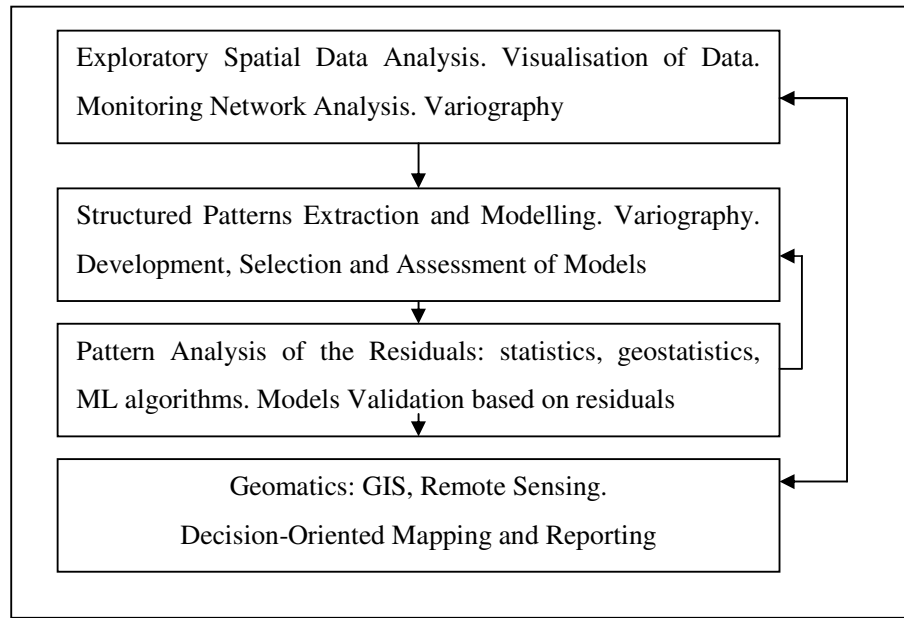 Exploratory Spatial Data Analysis. Visualisation of Data.
Monitoring Network Analysis. Variography
Structured Patterns Extraction and Modelling. Variography.
Development, Selection and Assessment of Models
Pattern Analysis of the Residuals: statistics, geostatistics,
ML algorithms. Models Validation based on residuals
Geomatics: GIS, Remote Sensing.
Decision-Oriented Mapping and Reporting